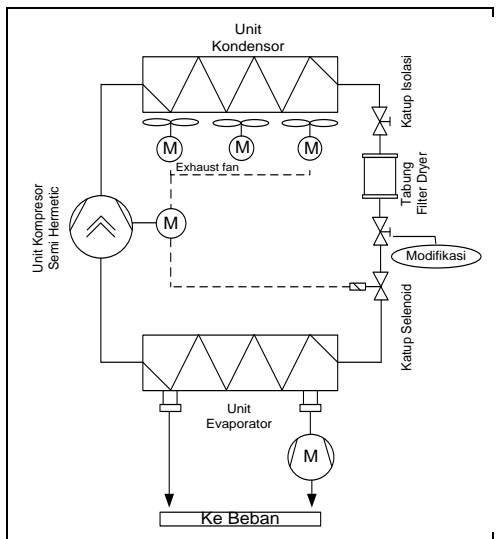 Unit
Kondensor
M
M
M
Exhaust fan
Katup Isolasi
Tabung
Filter Dryer
Unit Kompresor
Semi Hermetic
M
Modifikasi
Katup Selenoid
Unit
Evaporator
M
Ke Beban